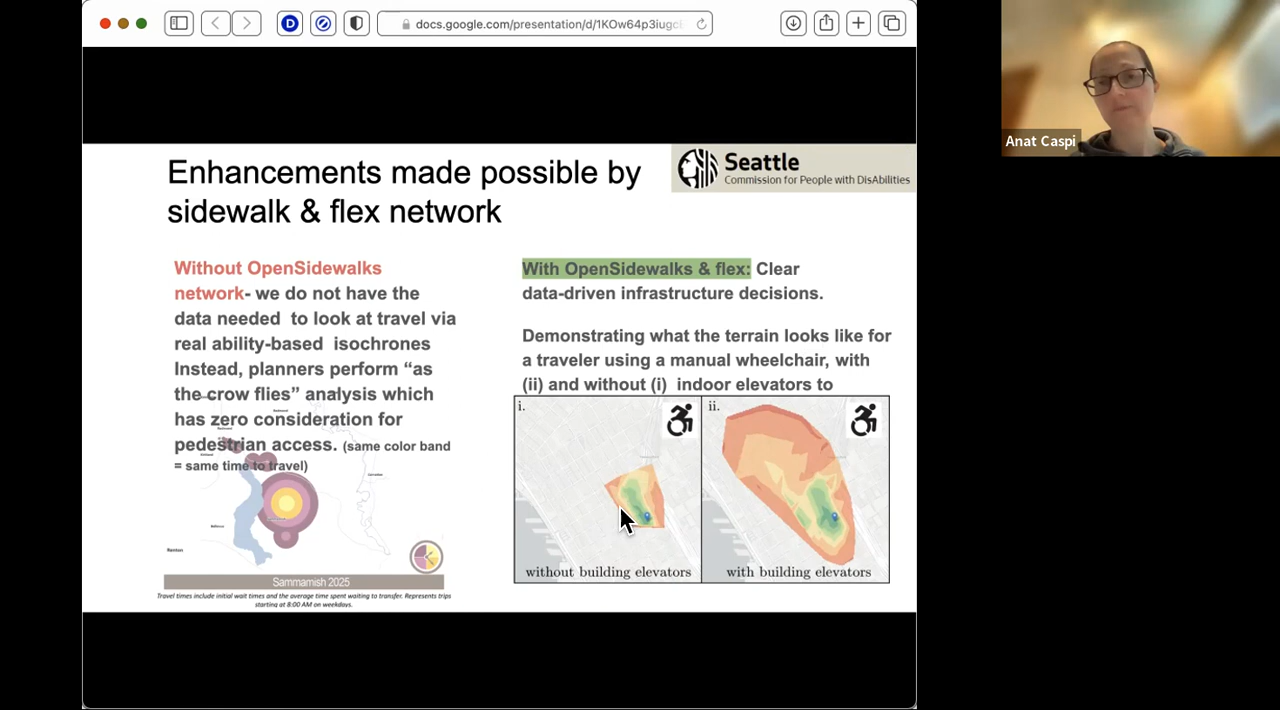 docs.google.com/presentation/d/1KOw64p3iugc
Anat Caspi
Enhancements made possible by
sidewalk & flex network
Seattle
Commission for People with DisAbilities
Without OpenSidewalks
network- we do not have the
data needed to look at travel via
real ability-based isochrones
Instead, planners perform “as
the crow flies” analysis which
has zero consideration for
pedestrian access. (same color band
= same time to travel)
Renton
Sammamish 2025
Travel times include initial wait times and the average time spent waiting to transfer. Represents trips
starting at 8:00 AM on weekdays.
With OpenSidewalks & flex: Clear
data-driven infrastructure decisions.
Demonstrating what the terrain looks like for
a traveler using a manual wheelchair, with
(ii) and without (i) indoor elevators to
i.
without building elevators
ii.
with building elevators